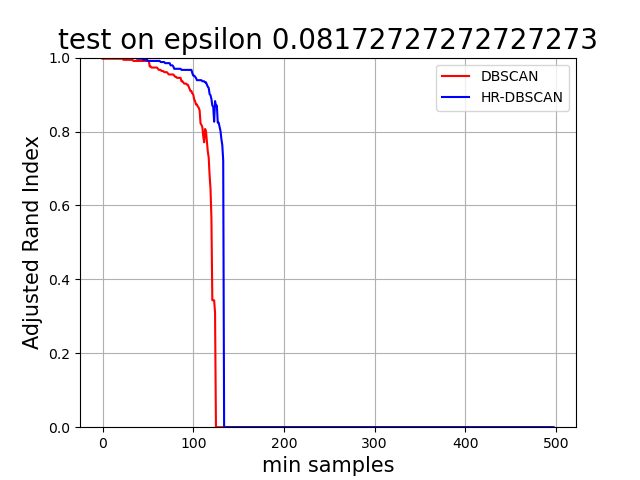 test on epsilon 0.08172727272727273
DBSCAN
HR-DBSCAN
Adjusted Rand Index
1.0
0.8
0.6
0.4
0.2
0.0
0 100 200 300 400 500
min samples